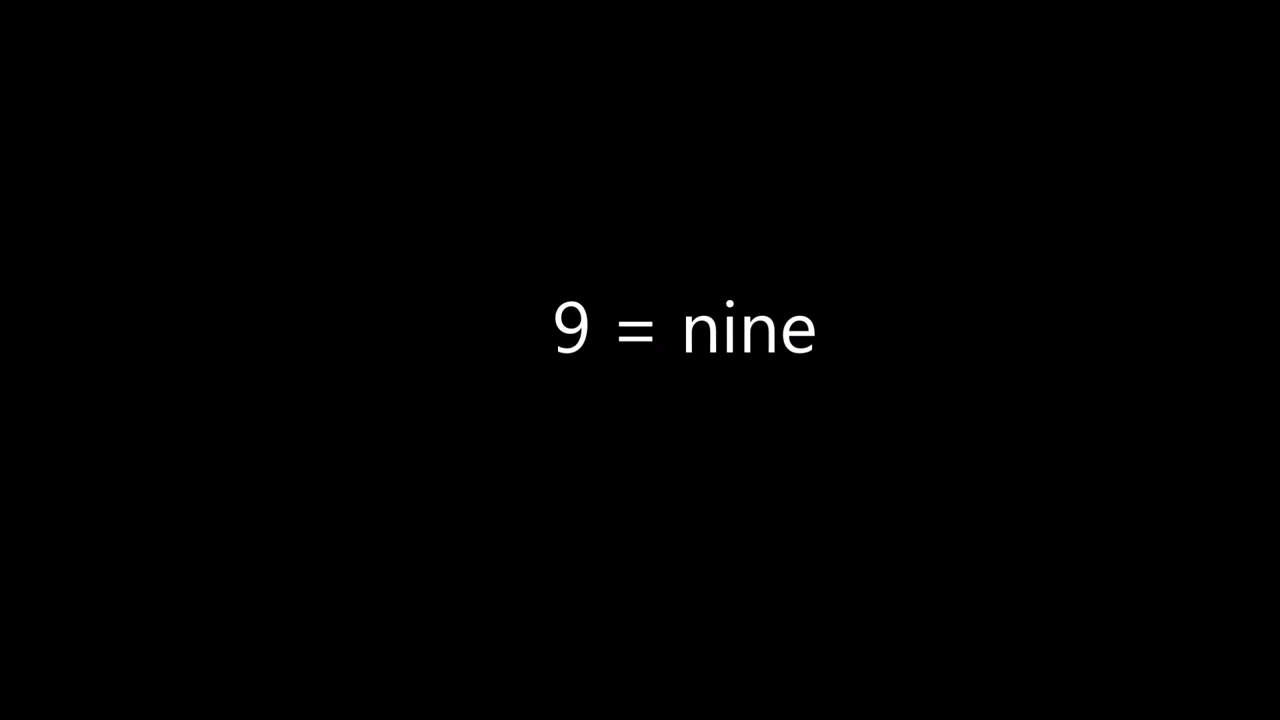 9 = nine